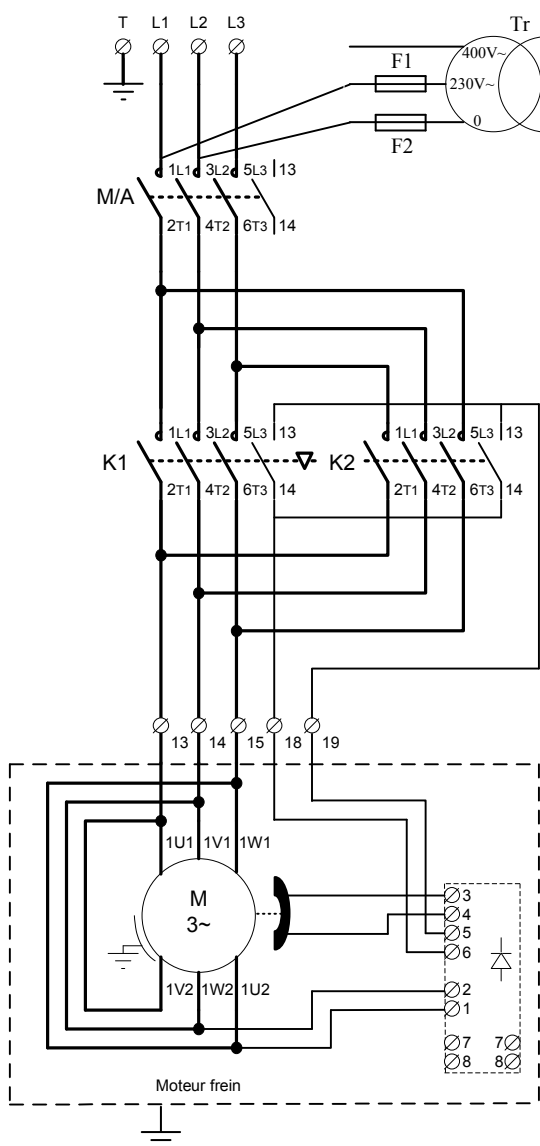 T L1 L2 L3 Tr
400V~
F1
230V~
0
F2
1L1 3L2 5L3 13
M/A
2T1 4T2 6T3 14
1L1 3L2 5L3 13 1L1 3L2 5L3 13
K1 K2
2T1 4T2 6T3 14 2T1 4T2 6T3 14
13 14 15 18 19
1U1 1V1 1W1
M
3~
3
4
5
6
1V2 1W2 1U2
2
1
7 7
8 8
Moteur frein